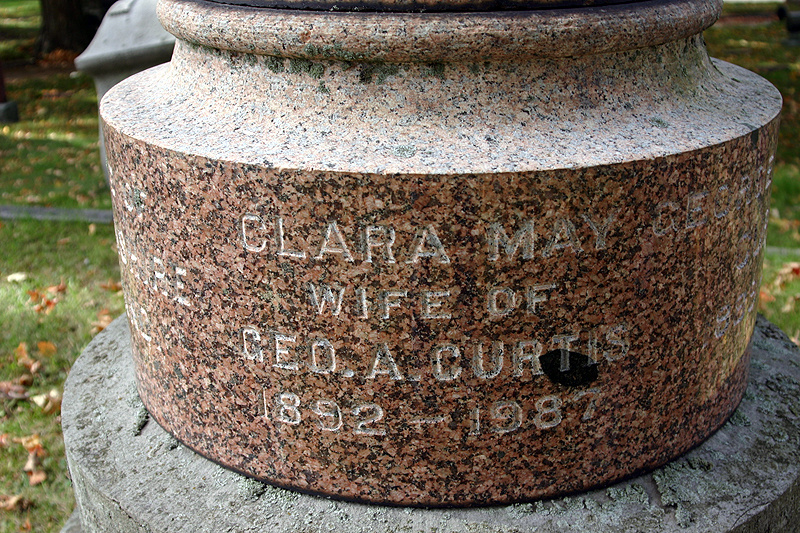 CLARA MAY
WIFE OF
GEO. A. CURTIS
1892 — 1987